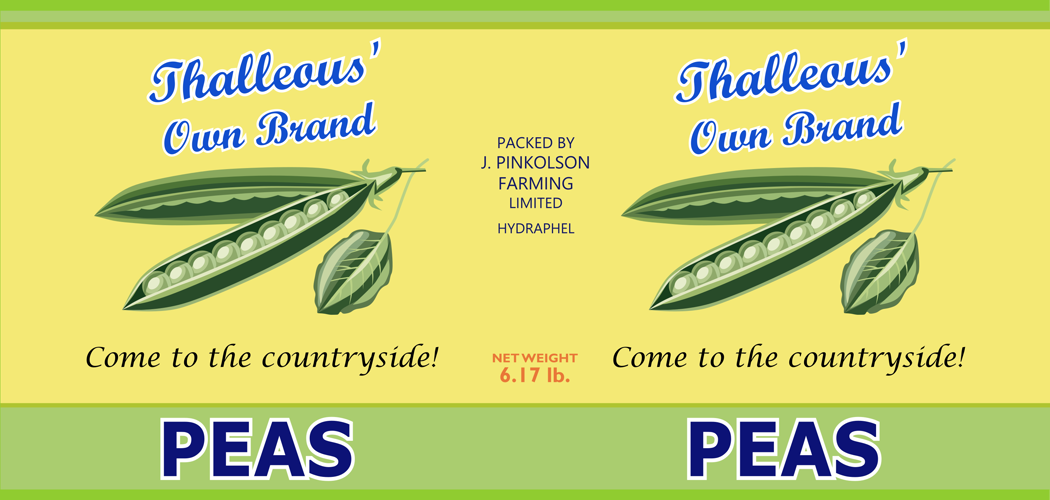 Thalleous'
Own Brand
Come to the countryside!
PEAS
PACKED BY
J. PINKOLSON
FARMING
LIMITED
HYDRAPHEL
NET WEIGHT
6.17 lb.
Thalleous'
Own Brand
Come to the countryside!
PEAS